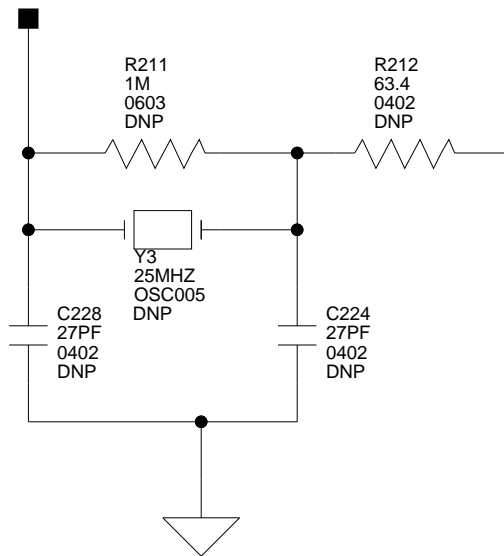 R211
1M
0603
DNP
R212
63.4
0402
DNP
Y3
25MHZ
OSC005
DNP
C228
27PF
0402
DNP
C224
27PF
0402
DNP